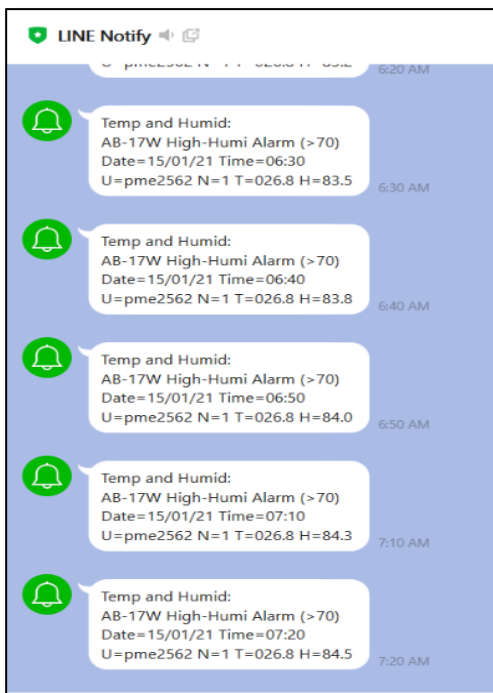 LINE Notify
6:20 AM
Temp and Humid:
AB-17W High-Humi Alarm (>70)
Date=15/01/21 Time=06:30
U=pme2562 N=1 T=026.8 H=83.5
6:30 AM
Temp and Humid:
AB-17W High-Humi Alarm (>70)
Date=15/01/21 Time=06:40
U=pme2562 N=1 T=026.8 H=83.8
6:40 AM
Temp and Humid:
AB-17W High-Humi Alarm (>70)
Date=15/01/21 Time=06:50
U=pme2562 N=1 T=026.8 H=84.0
6:50 AM
Temp and Humid:
AB-17W High-Humi Alarm (>70)
Date=15/01/21 Time=07:10
U=pme2562 N=1 T=026.8 H=84.3
7:10 AM
Temp and Humid:
AB-17W High-Humi Alarm (>70)
Date=15/01/21 Time=07:20
U=pme2562 N=1 T=026.8 H=84.5
7:20 AM